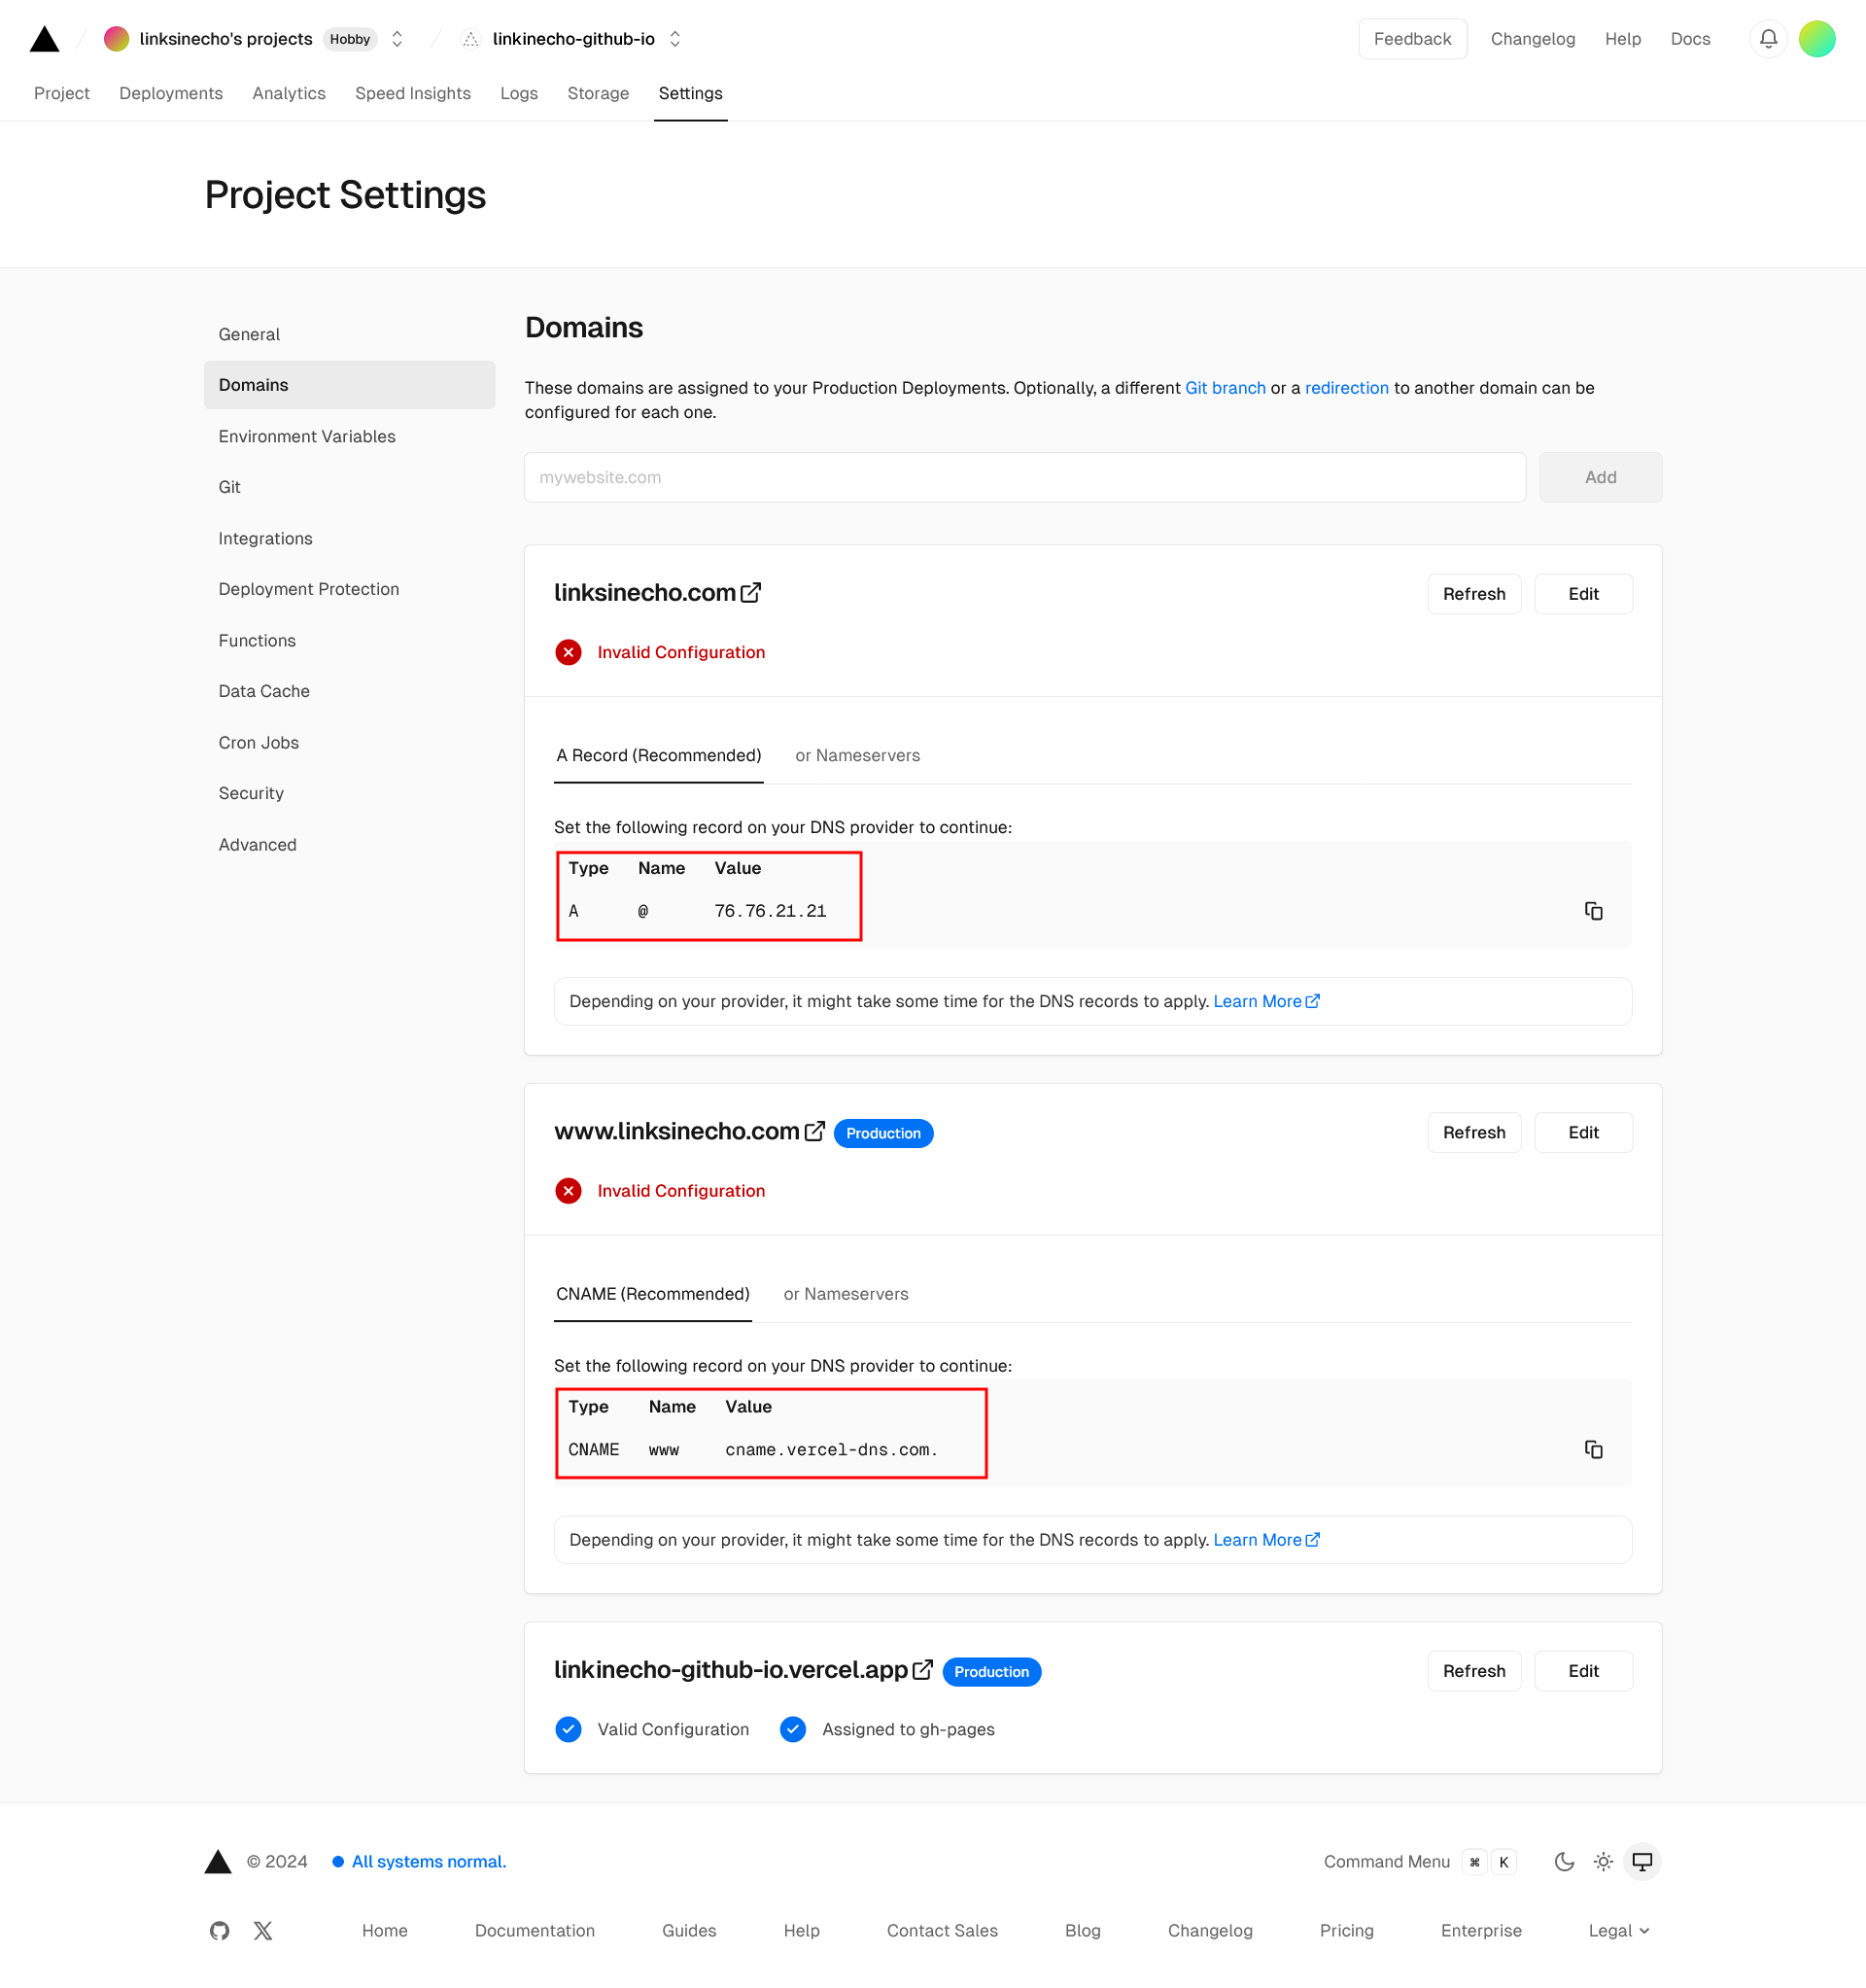 linksinecho's projects Hobby linkinecho-github-io Feedback Changelog Help Docs
Project Deployments Analytics Speed Insights Logs Storage Settings
Project Settings
General
Domains
Environment Variables
Git
Integrations
Deployment Protection
Functions
Data Cache
Cron Jobs
Security
Advanced
Domains
These domains are assigned to your Production Deployments. Optionally, a different Git branch or a redirection to another domain can be
configured for each one.
mywebsite.com Add
linksinecho.com Refresh Edit
Invalid Configuration
A Record (Recommended) or Nameservers
Set the following record on your DNS provider to continue:
Type Name Value
A @ 76.76.21.21
Depending on your provider, it might take some time for the DNS records to apply. Learn More
www.linksinecho.com Production Refresh Edit
Invalid Configuration
CNAME (Recommended) or Nameservers
Set the following record on your DNS provider to continue:
Type Name Value
CNAME www cname.vercel-dns.com.
Depending on your provider, it might take some time for the DNS records to apply. Learn More
linkinecho-github-io.vercel.app Production Refresh Edit
Valid Configuration Assigned to gh-pages
© 2024 All systems normal. Command Menu ⌘ K
Home Documentation Guides Help Contact Sales Blog Changelog Pricing Enterprise Legal